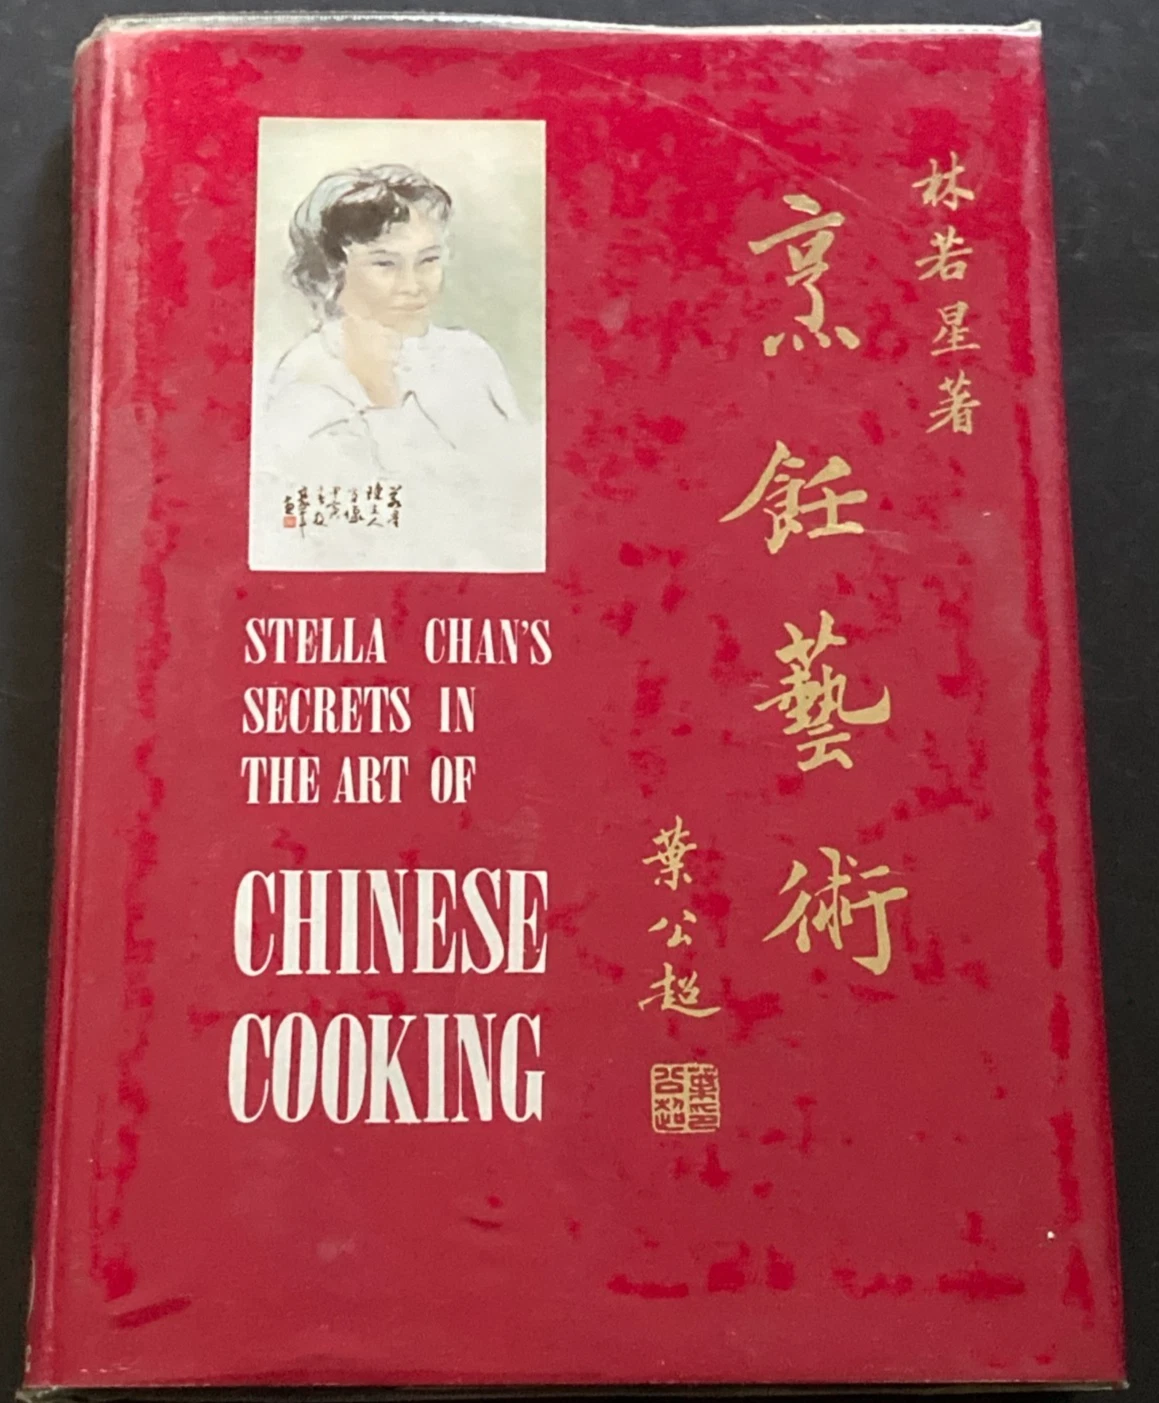 林若星著
烹飪藝術
葉公超
STELLA CHAN'S
SECRETS IN
THE ART OF
CHINESE
COOKING